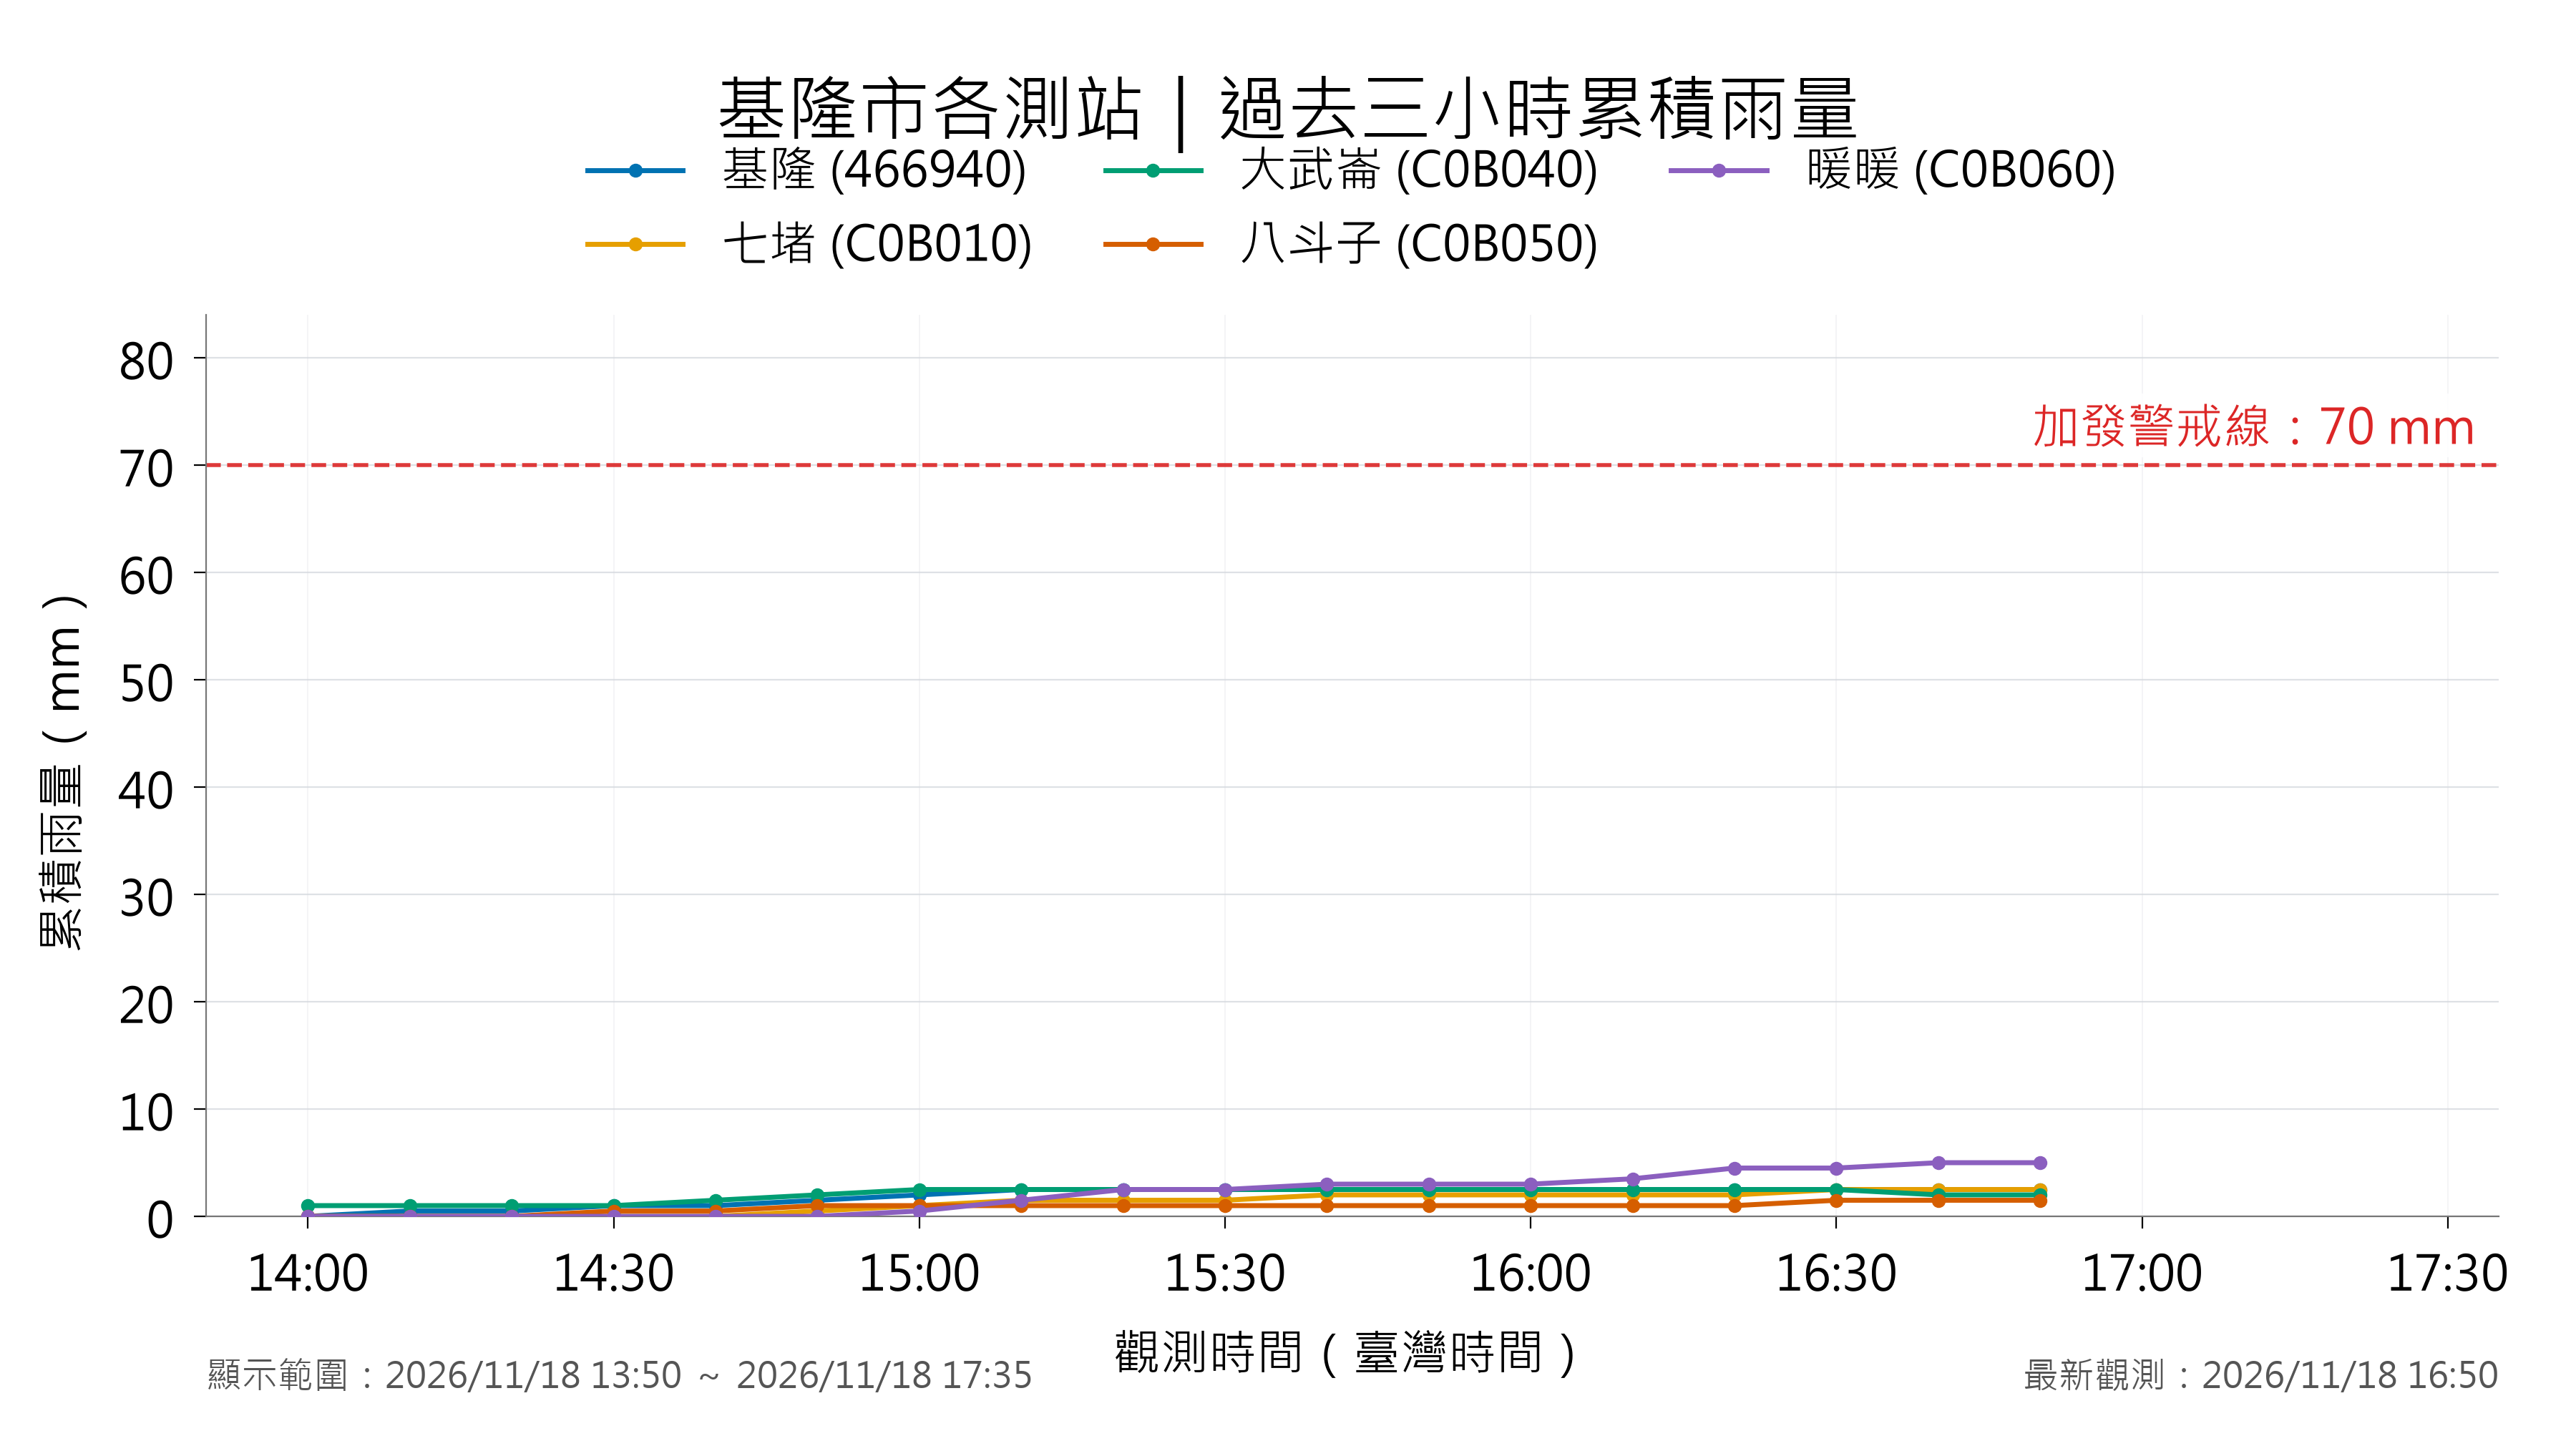 基隆市各測站｜過去三小時累積雨量
基隆 (466940)
七堵 (C0B010)
大武崙 (C0B040)
八斗子 (C0B050)
暖暖 (C0B060)
累積雨量（mm）
80
70
60
50
40
30
20
10
0
加發警戒線：70 mm
14:00 14:30 15:00 15:30 16:00 16:30 17:00 17:30
觀測時間（臺灣時間）
顯示範圍：2026/11/18 13:50 ~ 2026/11/18 17:35
最新觀測：2026/11/18 16:50